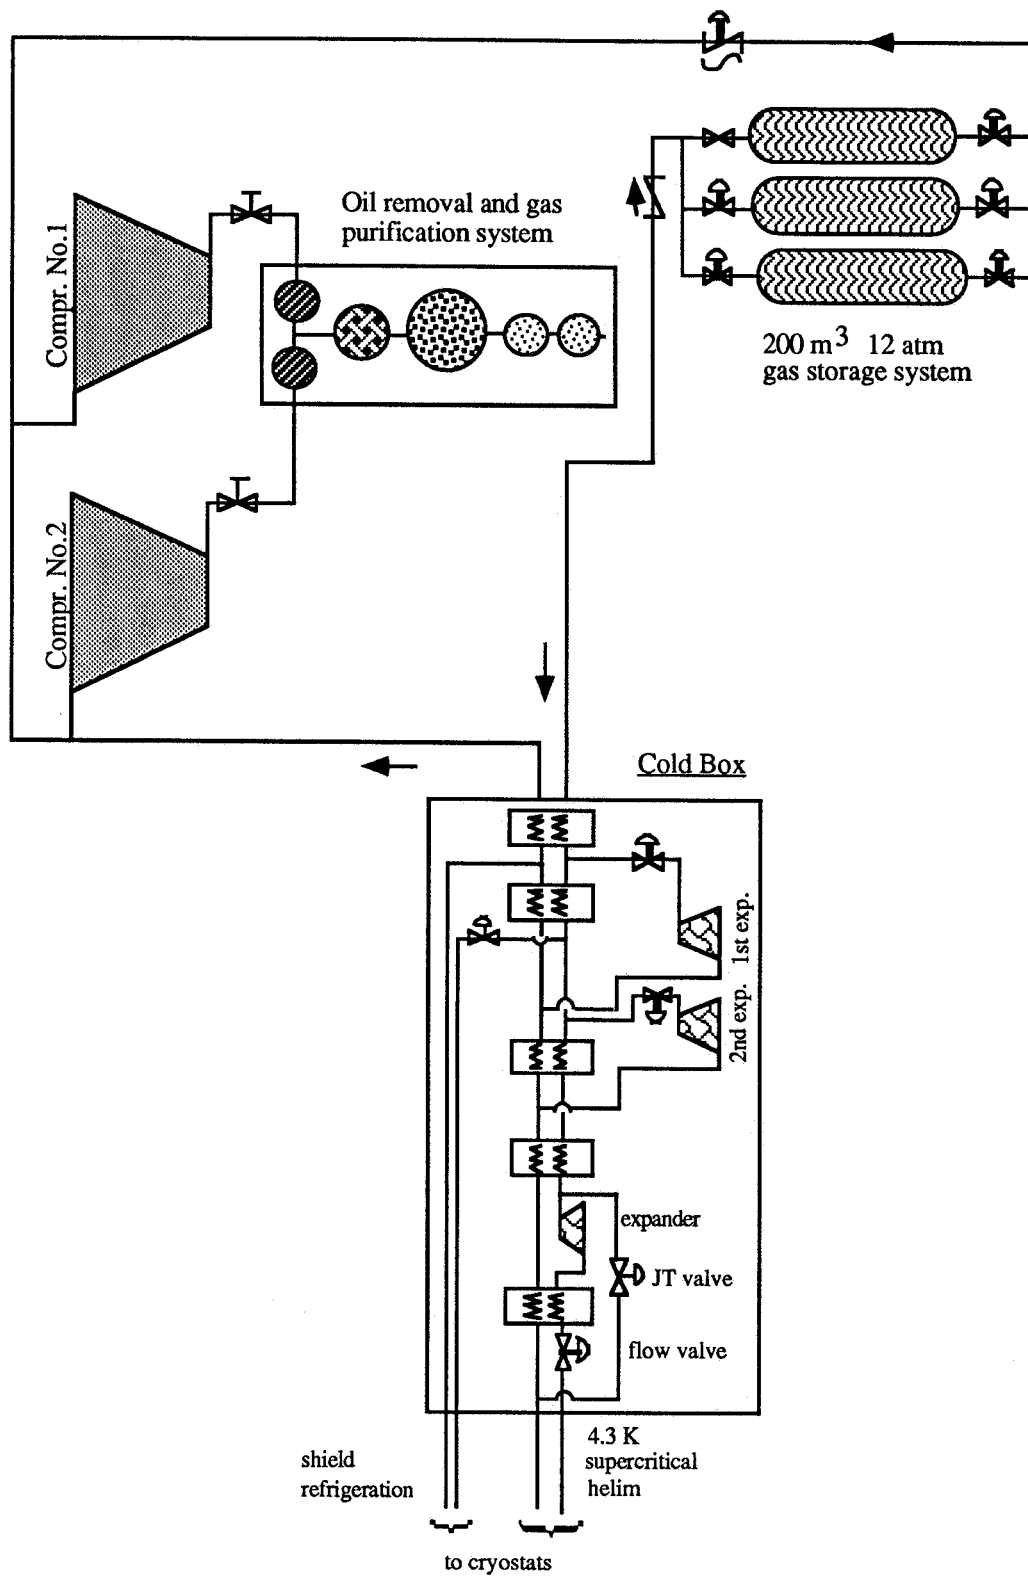 Oil removal and gas
purification system
Compr. No.1
200 m3 12 atm
gas storage system
Compr. No.2
Cold Box
1st exp.
2nd exp.
expander
JT valve
flow valve
4.3 K
supercritical
helim
shield
refrigeration
to cryostats